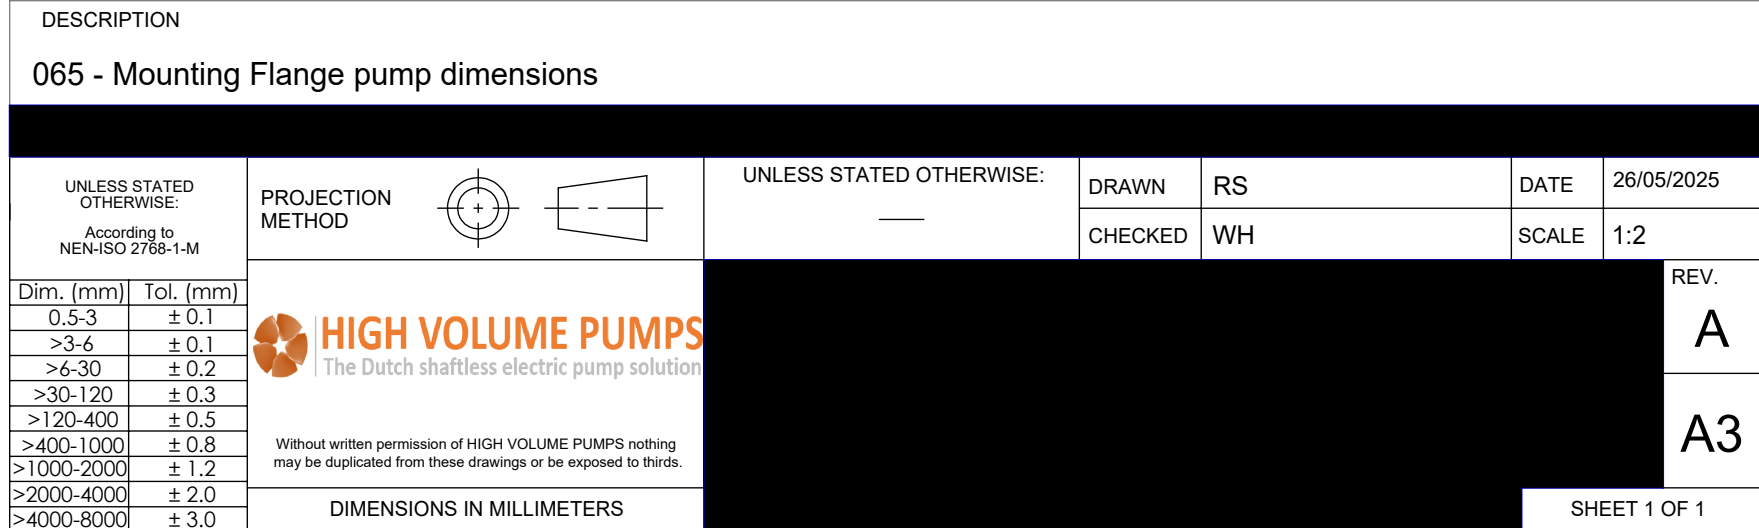 DESCRIPTION
065 - Mounting Flange pump dimensions
UNLESS STATED
OTHERWISE:
According to
NEN-ISO 2768-1-M
PROJECTION
METHOD
UNLESS STATED OTHERWISE:
DRAWN RS
DATE 26/05/2025
CHECKED WH
SCALE 1:2
Dim. (mm) Tol. (mm)
0.5-3 ± 0.1
>3-6 ± 0.1
>6-30 ± 0.2
>30-120 ± 0.3
>120-400 ± 0.5
>400-1000 ± 0.8
>1000-2000 ± 1.2
>2000-4000 ± 2.0
>4000-8000 ± 3.0
HIGH VOLUME PUMPS
The Dutch shaftless electric pump solution
Without written permission of HIGH VOLUME PUMPS nothing
may be duplicated from these drawings or be exposed to thirds.
DIMENSIONS IN MILLIMETERS
REV.
A
A3
SHEET 1 OF 1